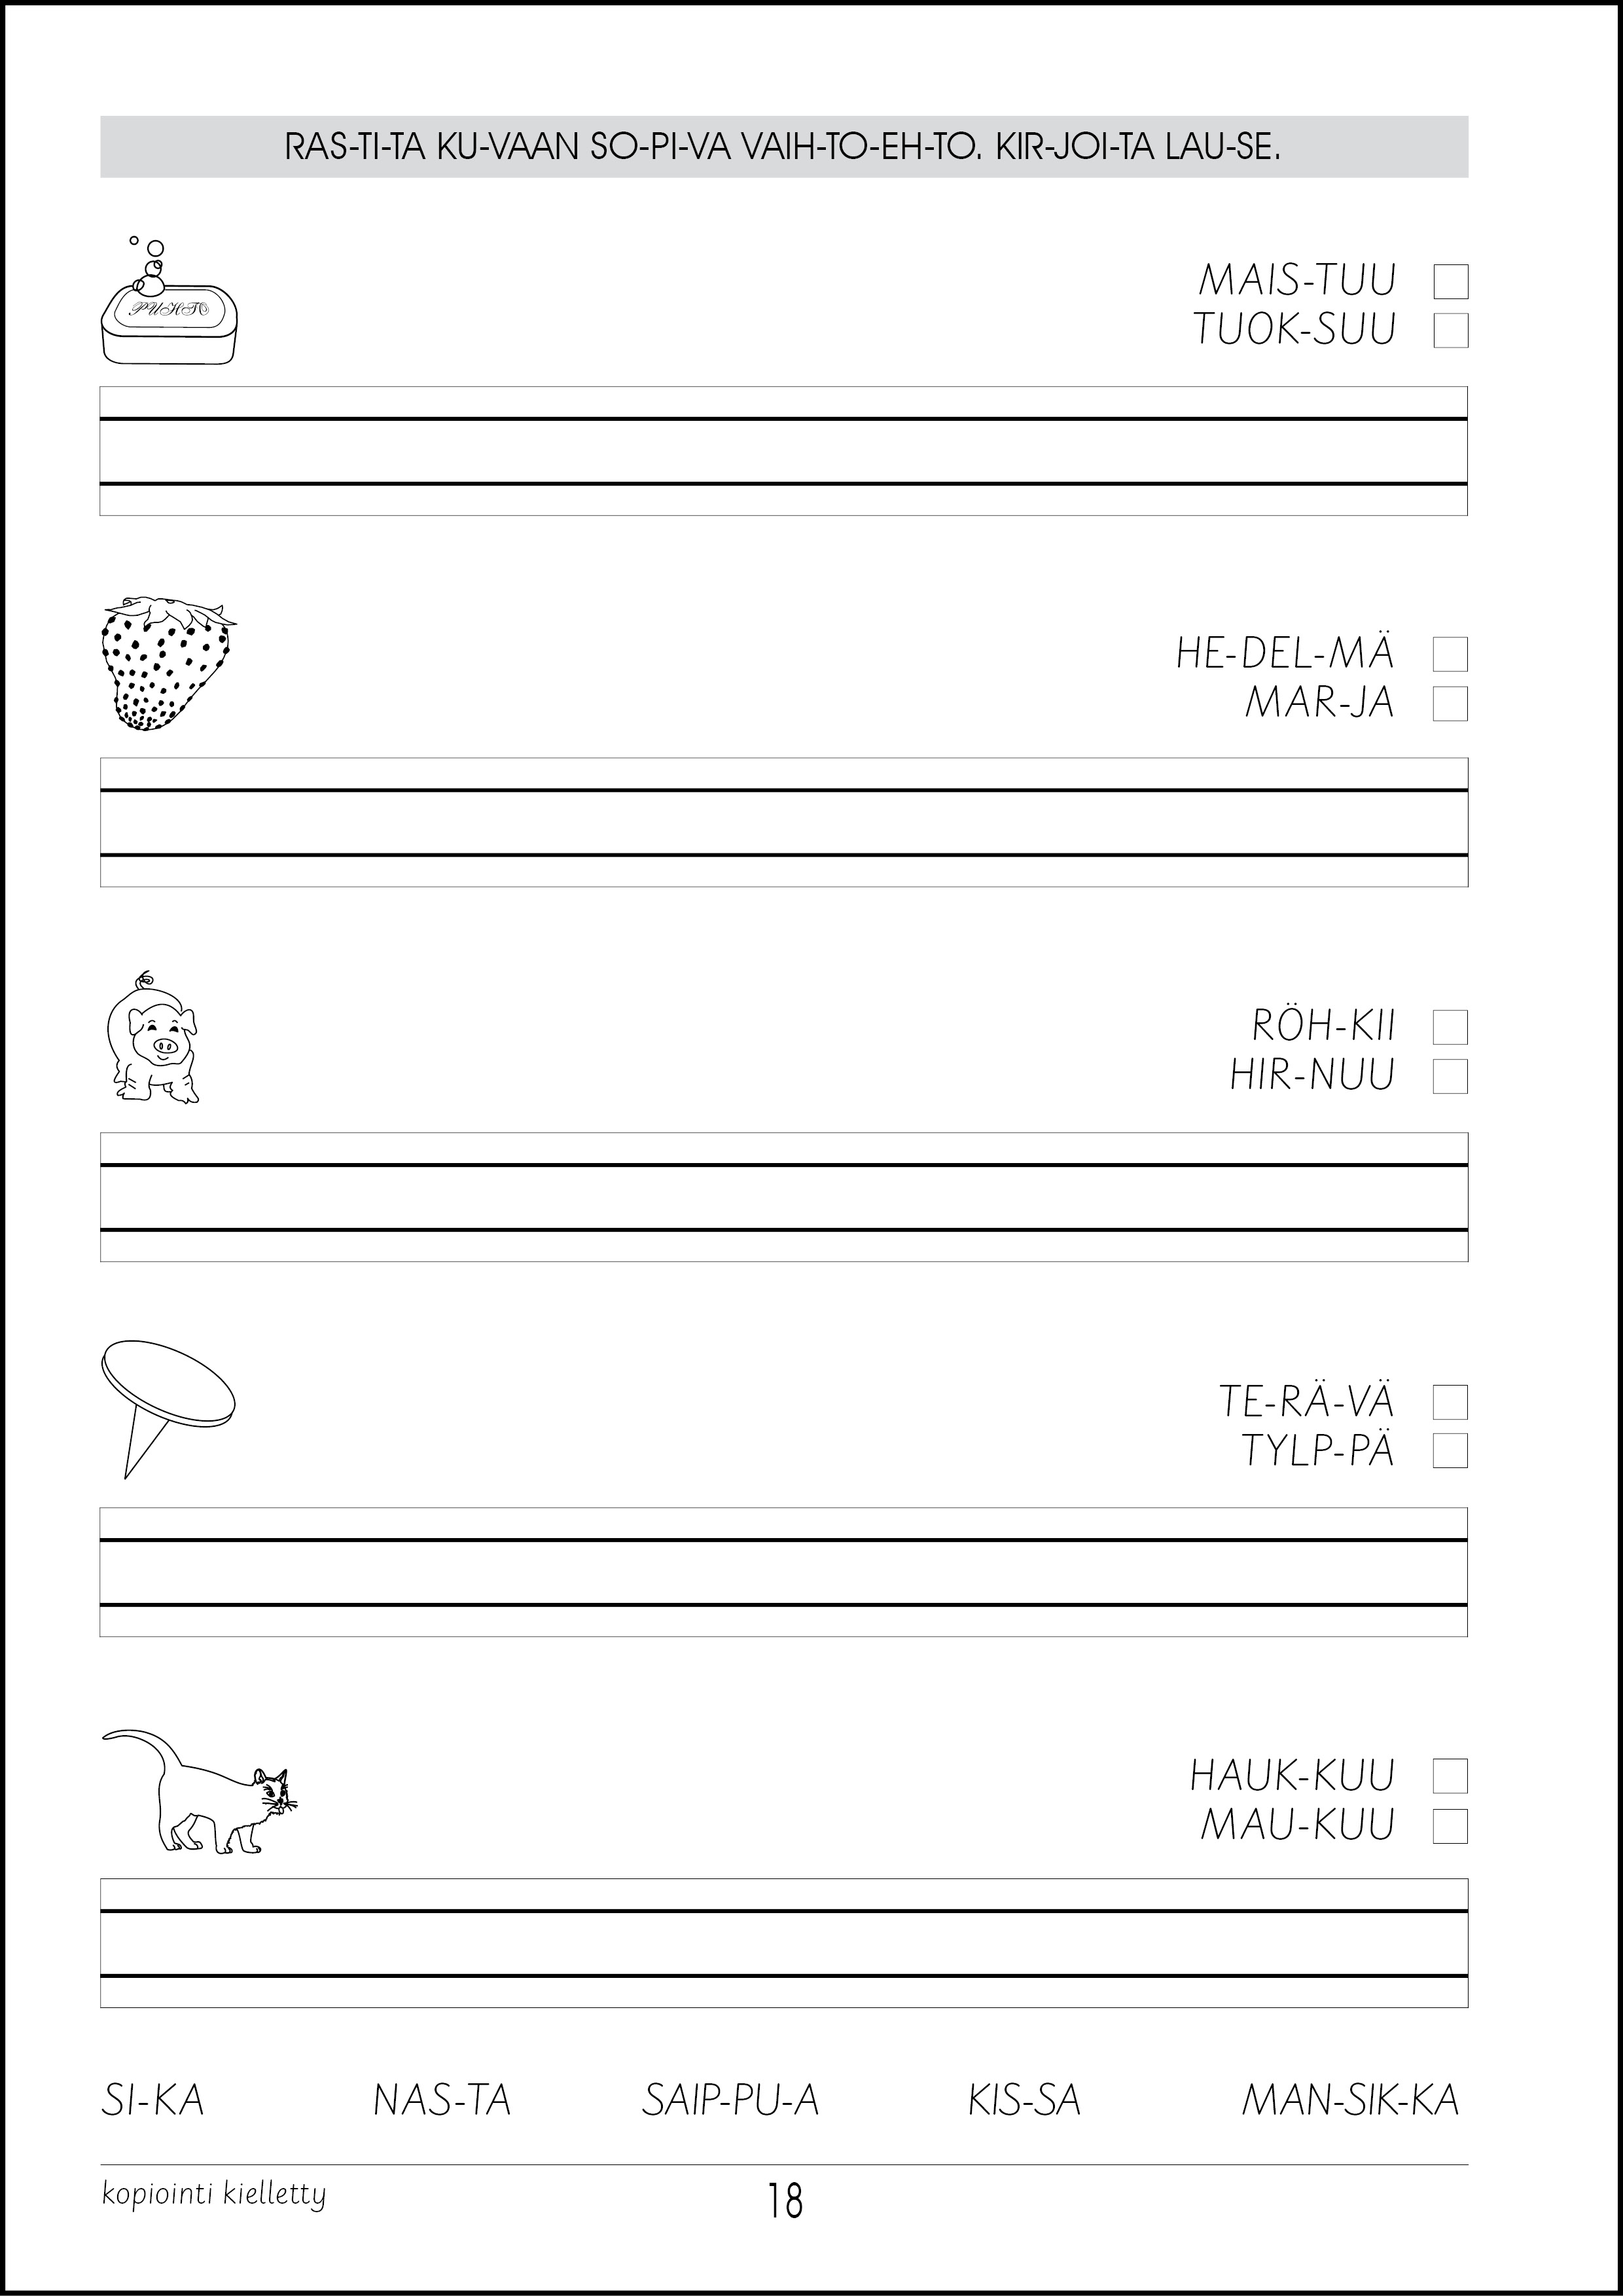 RAS-TI-TA KU-VAAN SO-PI-VA VAIH-TO-EH-TO. KIR-JOI-TA LAU-SE.
PUHTO
MAIS-TUU
TUOK-SUU
HE-DEL-MÄ
MAR-JA
RÖH-KII
HIR-NUU
TE-RÄ-VÄ
TYLP-PÄ
HAUK-KUU
MAU-KUU
SI-KA NAS-TA SAIP-PU-A KIS-SA MAN-SIK-KA
kopiointi kielletty 18